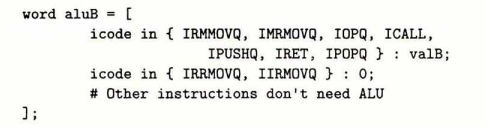 word aluB = [
icode in { IRMMOVQ, IMRMOVQ, IOPQ, ICALL,
IPUSHQ, IRET, IPOPQ } : valB;
icode in { IRRMOVQ, IIRMOVQ } : 0;
# Other instructions don't need ALU
];